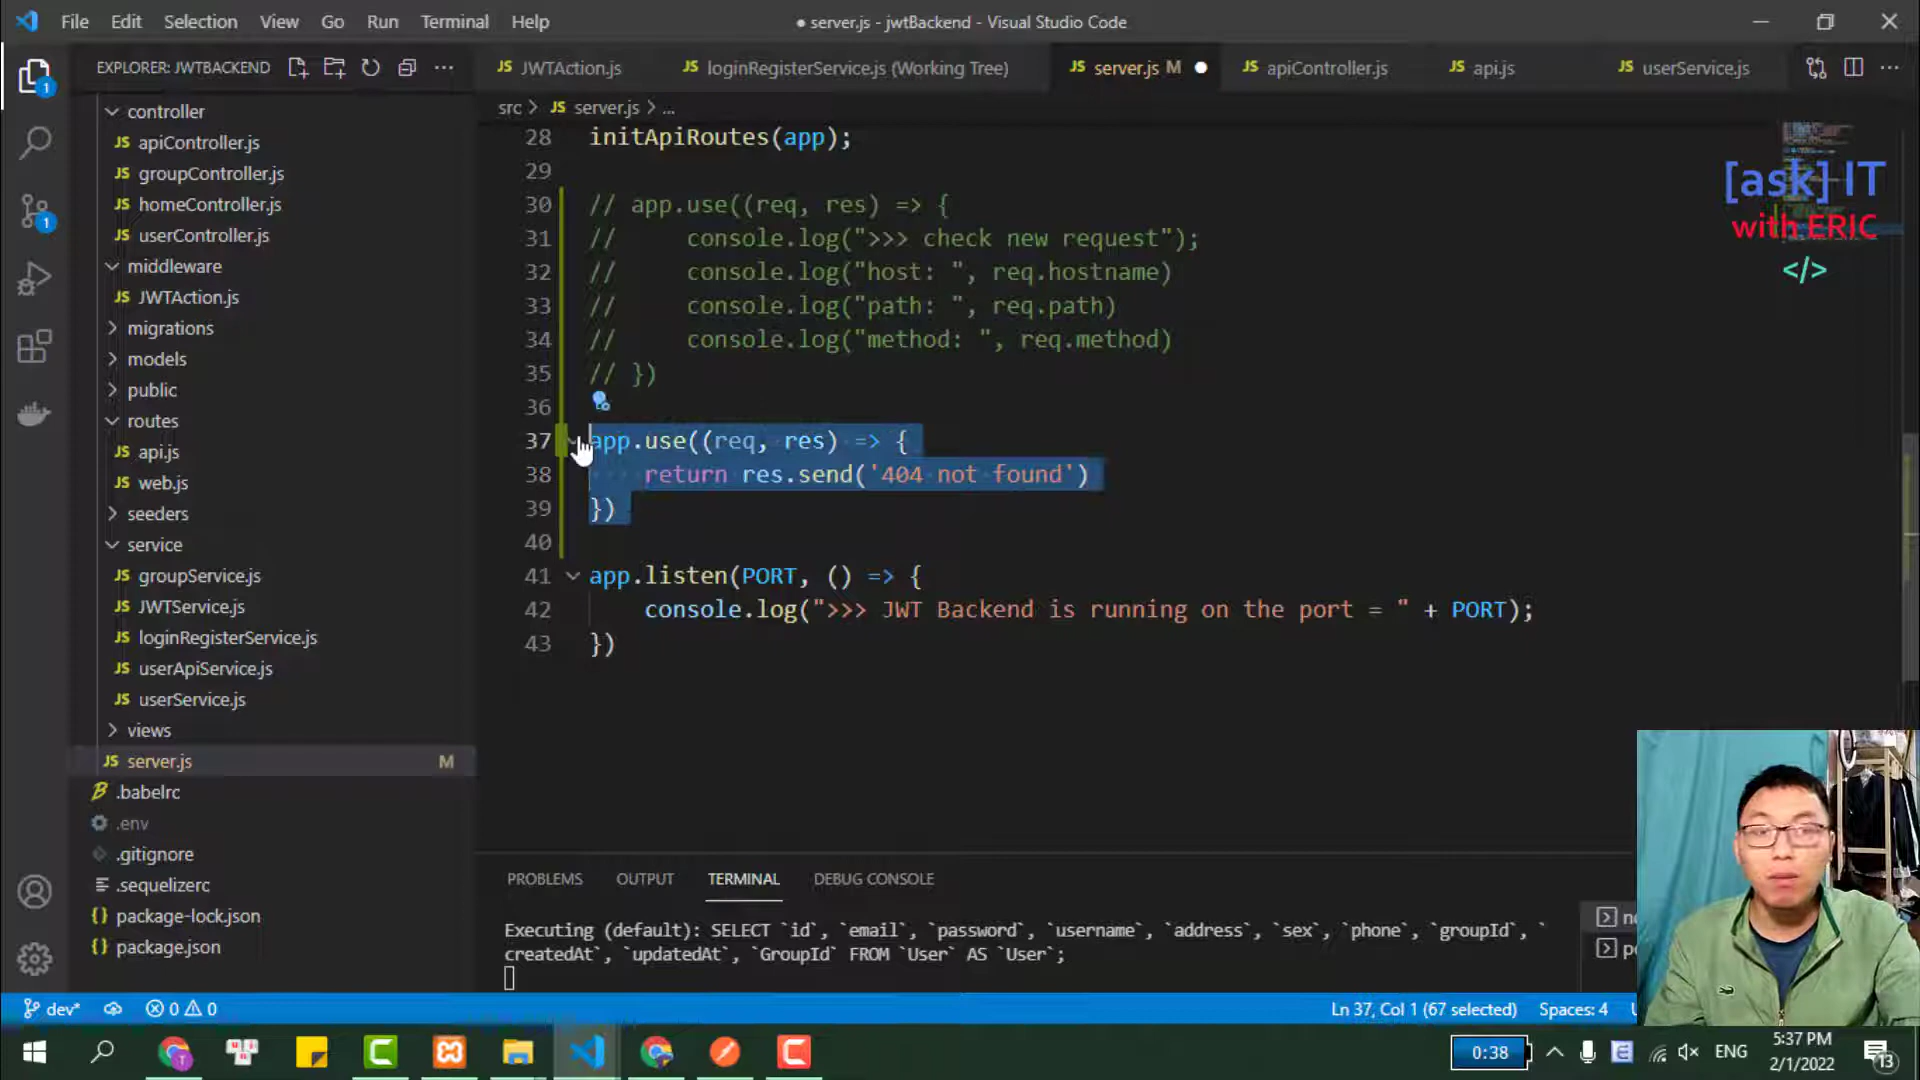 File Edit Selection View Go Run Terminal Help
● server.js - jwtBackend - Visual Studio Code
EXPLORER: JWTBACKEND
JS JWTAction.js
JS loginRegisterService.js (Working Tree)
JS server.js M
JS apiController.js
JS api.js
JS userService.js
src > JS server.js > ...
controller
JS apiController.js
JS groupController.js
JS homeController.js
JS userController.js
middleware
JS JWTAction.js
migrations
models
public
routes
JS api.js
JS web.js
seeders
service
JS groupService.js
JS JWTService.js
JS loginRegisterService.js
JS userApiService.js
JS userService.js
views
JS server.js M
.babelrc
.env
.gitignore
.sequelizerc
{} package-lock.json
{} package.json
1
1
28 initApiRoutes(app);
29
30 // app.use((req, res) => {
31 //     console.log(">>> check new request");
32 //     console.log("host: ", req.hostname)
33 //     console.log("path: ", req.path)
34 //     console.log("method: ", req.method)
35 // })
36
37 app.use((req, res) => {
38     return res.send('404 not found')
39 })
40
41 app.listen(PORT, () => {
42     console.log(">>> JWT Backend is running on the port = " + PORT);
43 })
[ask] IT
with ERIC
</>
PROBLEMS OUTPUT TERMINAL DEBUG CONSOLE
Executing (default): SELECT `id`, `email`, `password`, `username`, `address`, `sex`, `phone`, `groupId`, `
createdAt`, `updatedAt`, `GroupId` FROM `User` AS `User`;
dev* 0 0
Ln 37, Col 1 (67 selected) Spaces: 4
0:38
ENG
5:37 PM
2/1/2022
13